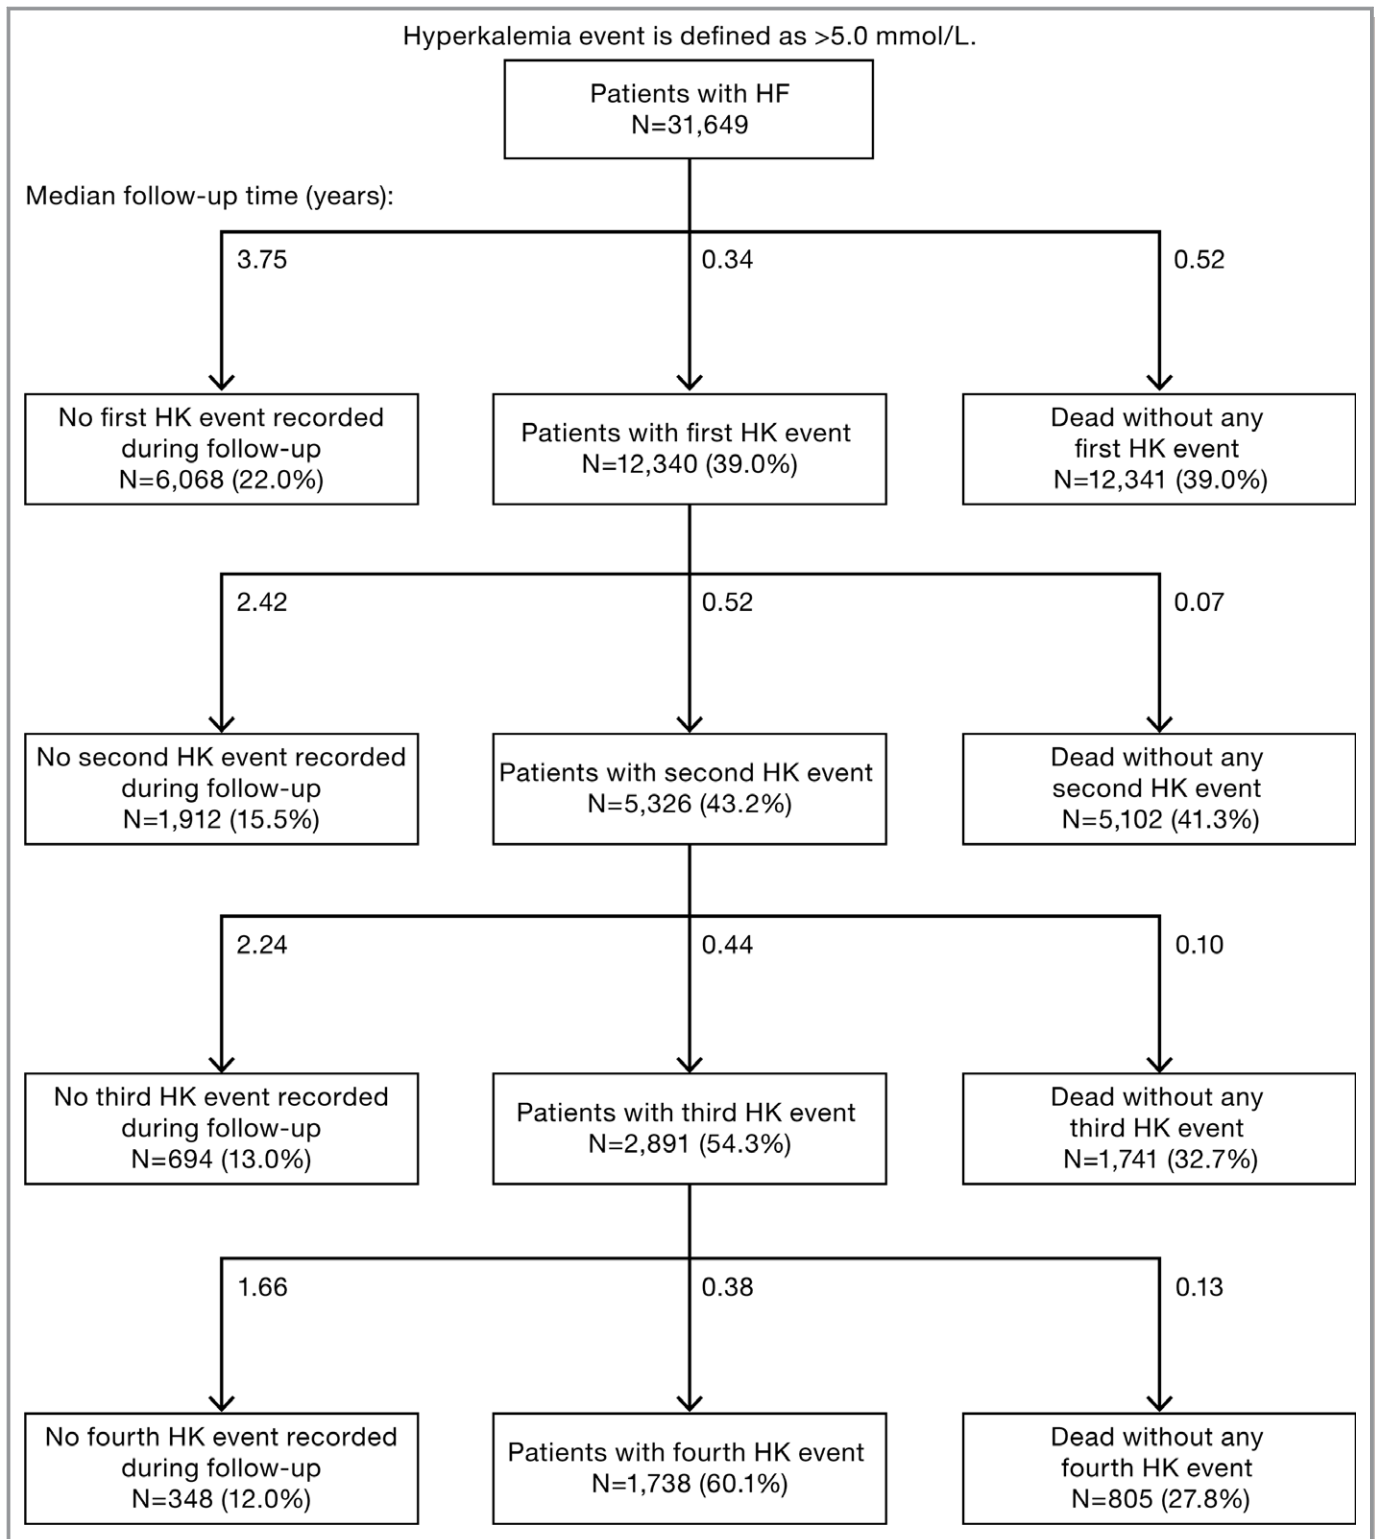 Hyperkalemia event is defined as >5.0 mmol/L.
Patients with HF
N=31,649
Median follow-up time (years):
3.75
0.34
0.52
No first HK event recorded
during follow-up
N=6,068 (22.0%)
Patients with first HK event
N=12,340 (39.0%)
Dead without any
first HK event
N=12,341 (39.0%)
2.42
0.52
0.07
No second HK event recorded
during follow-up
N=1,912 (15.5%)
Patients with second HK event
N=5,326 (43.2%)
Dead without any
second HK event
N=5,102 (41.3%)
2.24
0.44
0.10
No third HK event recorded
during follow-up
N=694 (13.0%)
Patients with third HK event
N=2,891 (54.3%)
Dead without any
third HK event
N=1,741 (32.7%)
1.66
0.38
0.13
No fourth HK event recorded
during follow-up
N=348 (12.0%)
Patients with fourth HK event
N=1,738 (60.1%)
Dead without any
fourth HK event
N=805 (27.8%)